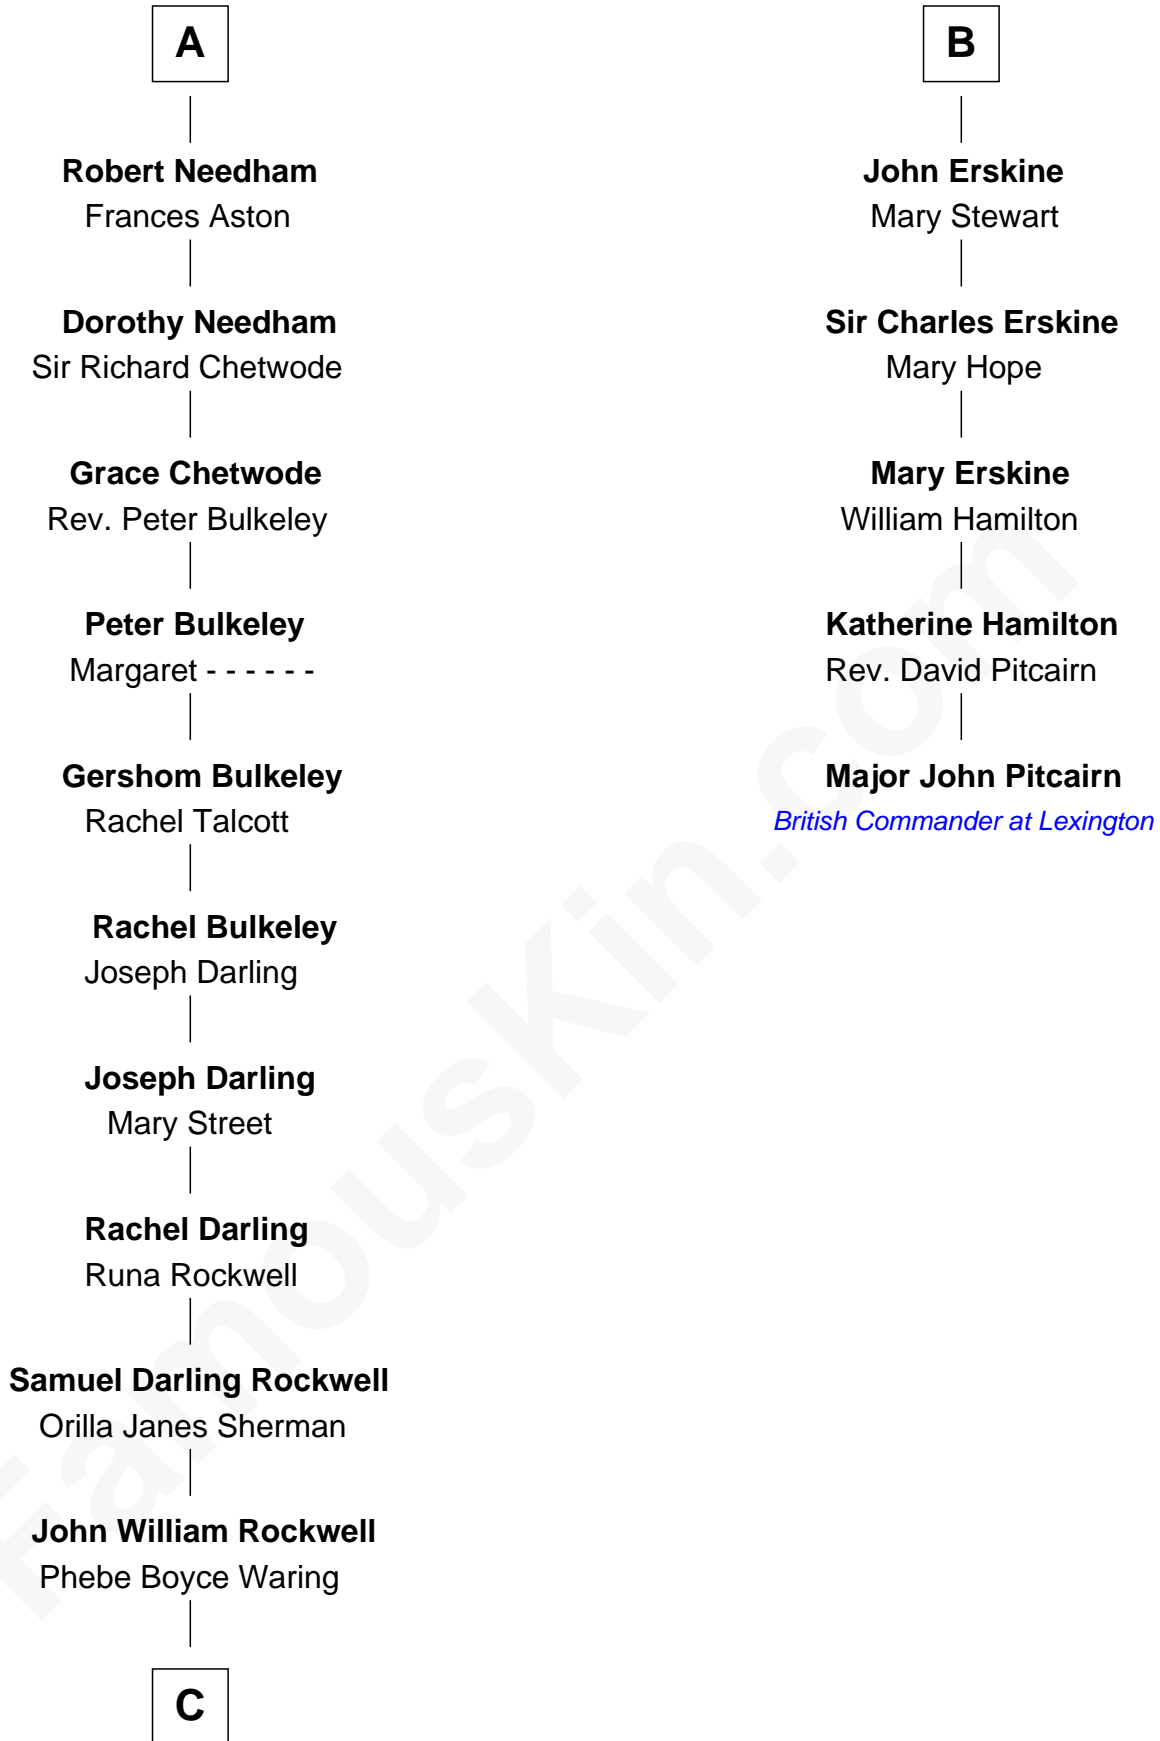 A
Robert Needham
Frances Aston
Dorothy Needham
Sir Richard Chetwode
Grace Chetwode
Rev. Peter Bulkeley
Peter Bulkeley
Margaret - - - - - -
Gershom Bulkeley
Rachel Talcott
Rachel Bulkeley
Joseph Darling
Joseph Darling
Mary Street
Rachel Darling
Runa Rockwell
Samuel Darling Rockwell
Orilla Janes Sherman
John William Rockwell
Phebe Boyce Waring
C
B
John Erskine
Mary Stewart
Sir Charles Erskine
Mary Hope
Mary Erskine
William Hamilton
Katherine Hamilton
Rev. David Pitcairn
Major John Pitcairn
British Commander at Lexington
FamousKin.com